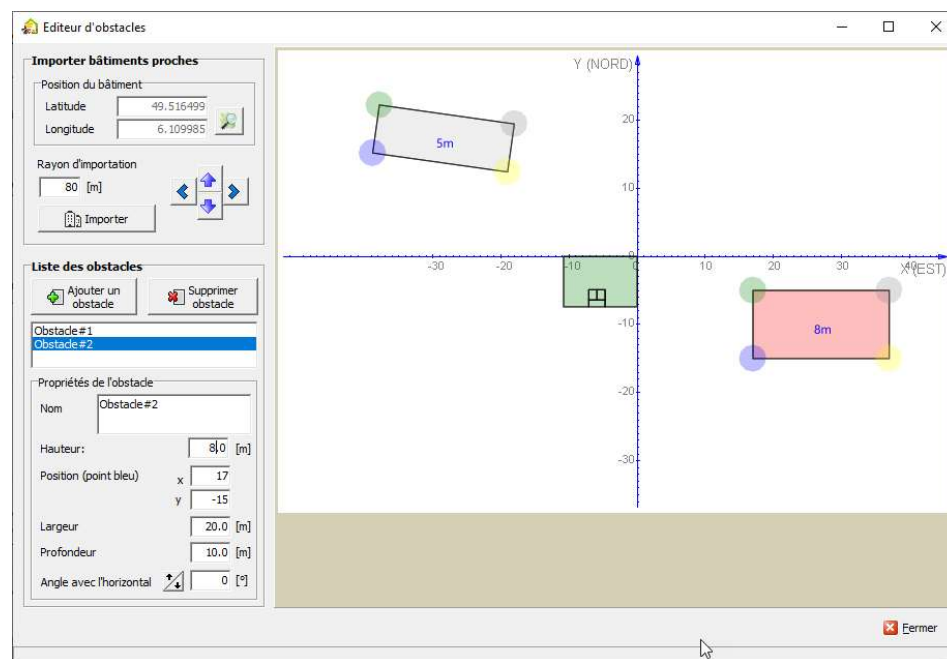 Editeur d'obstacles
Importer bâtiments proches
Position du bâtiment
Latitude 49.516499
Longitude 6.109985
Rayon d'importation
80 [m]
Importer
Liste des obstacles
Ajouter un obstacle
Supprimer obstacle
Obstacle#1
Obstacle#2
Propriétés de l'obstacle
Nom Obstacle#2
Hauteur: 8.0 [m]
Position (point bleu) x 17
y -15
Largeur 20.0 [m]
Profondeur 10.0 [m]
Angle avec l'horizontal 0 [°]
Y (NORD)
20
10
5m
-30 -20 -10 0 10 20 30 40
X (EST)
-10
8m
-20
-30
Fermer